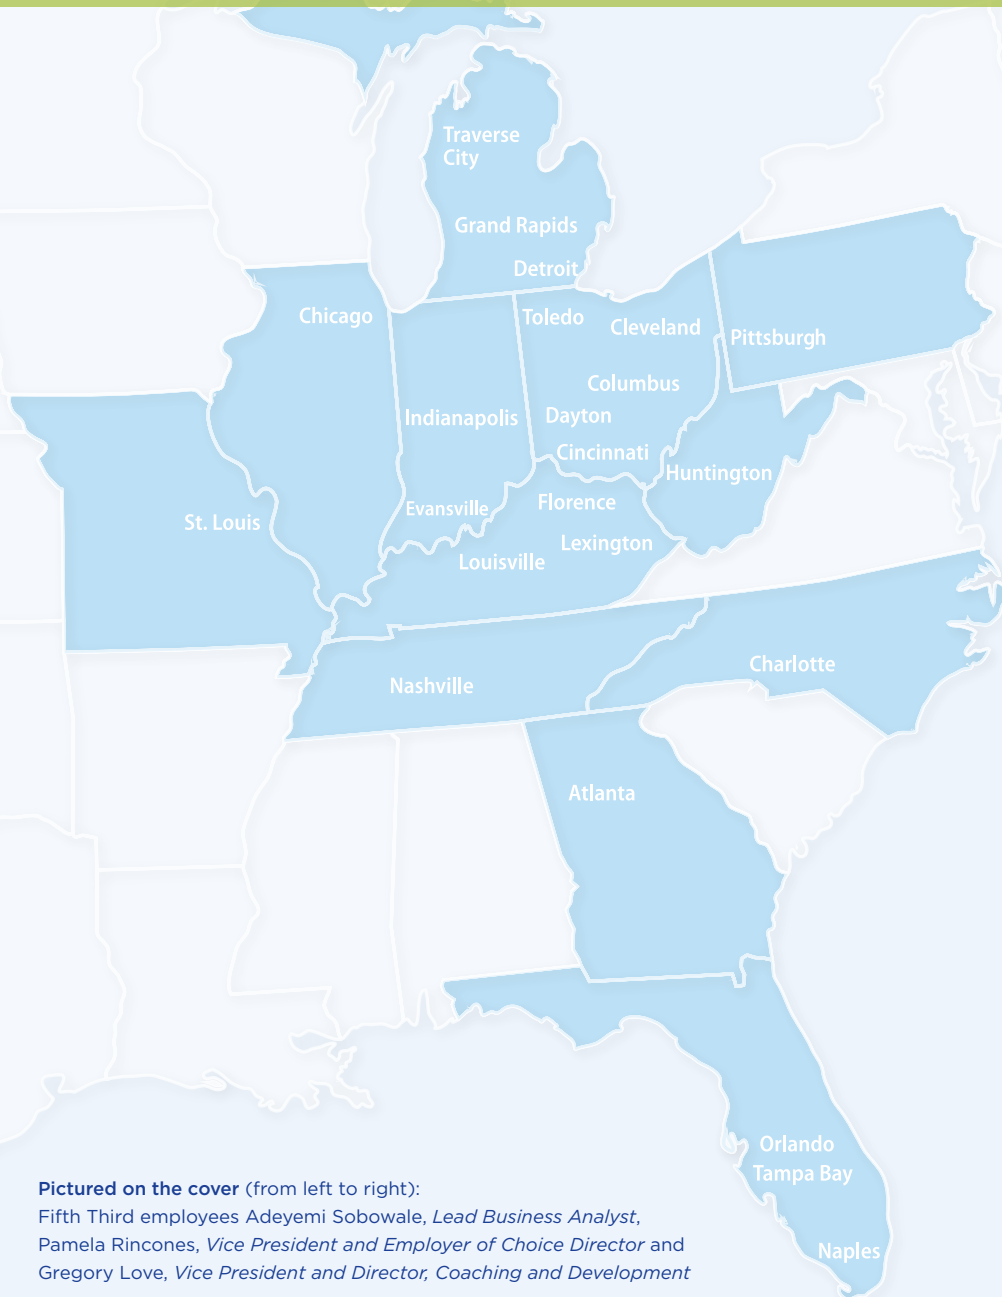 Traverse
City
Grand Rapids
Detroit
Chicago
Toledo
Cleveland
Pittsburgh
Columbus
Indianapolis
Dayton
Cincinnati
Huntington
Evansville
Florence
St. Louis
Lexington
Louisville
Nashville
Charlotte
Atlanta
Orlando
Tampa Bay
Naples
Pictured on the cover (from left to right):
Fifth Third employees Adeyemi Sobowale, Lead Business Analyst,
Pamela Rincones, Vice President and Employer of Choice Director and
Gregory Love, Vice President and Director, Coaching and Development